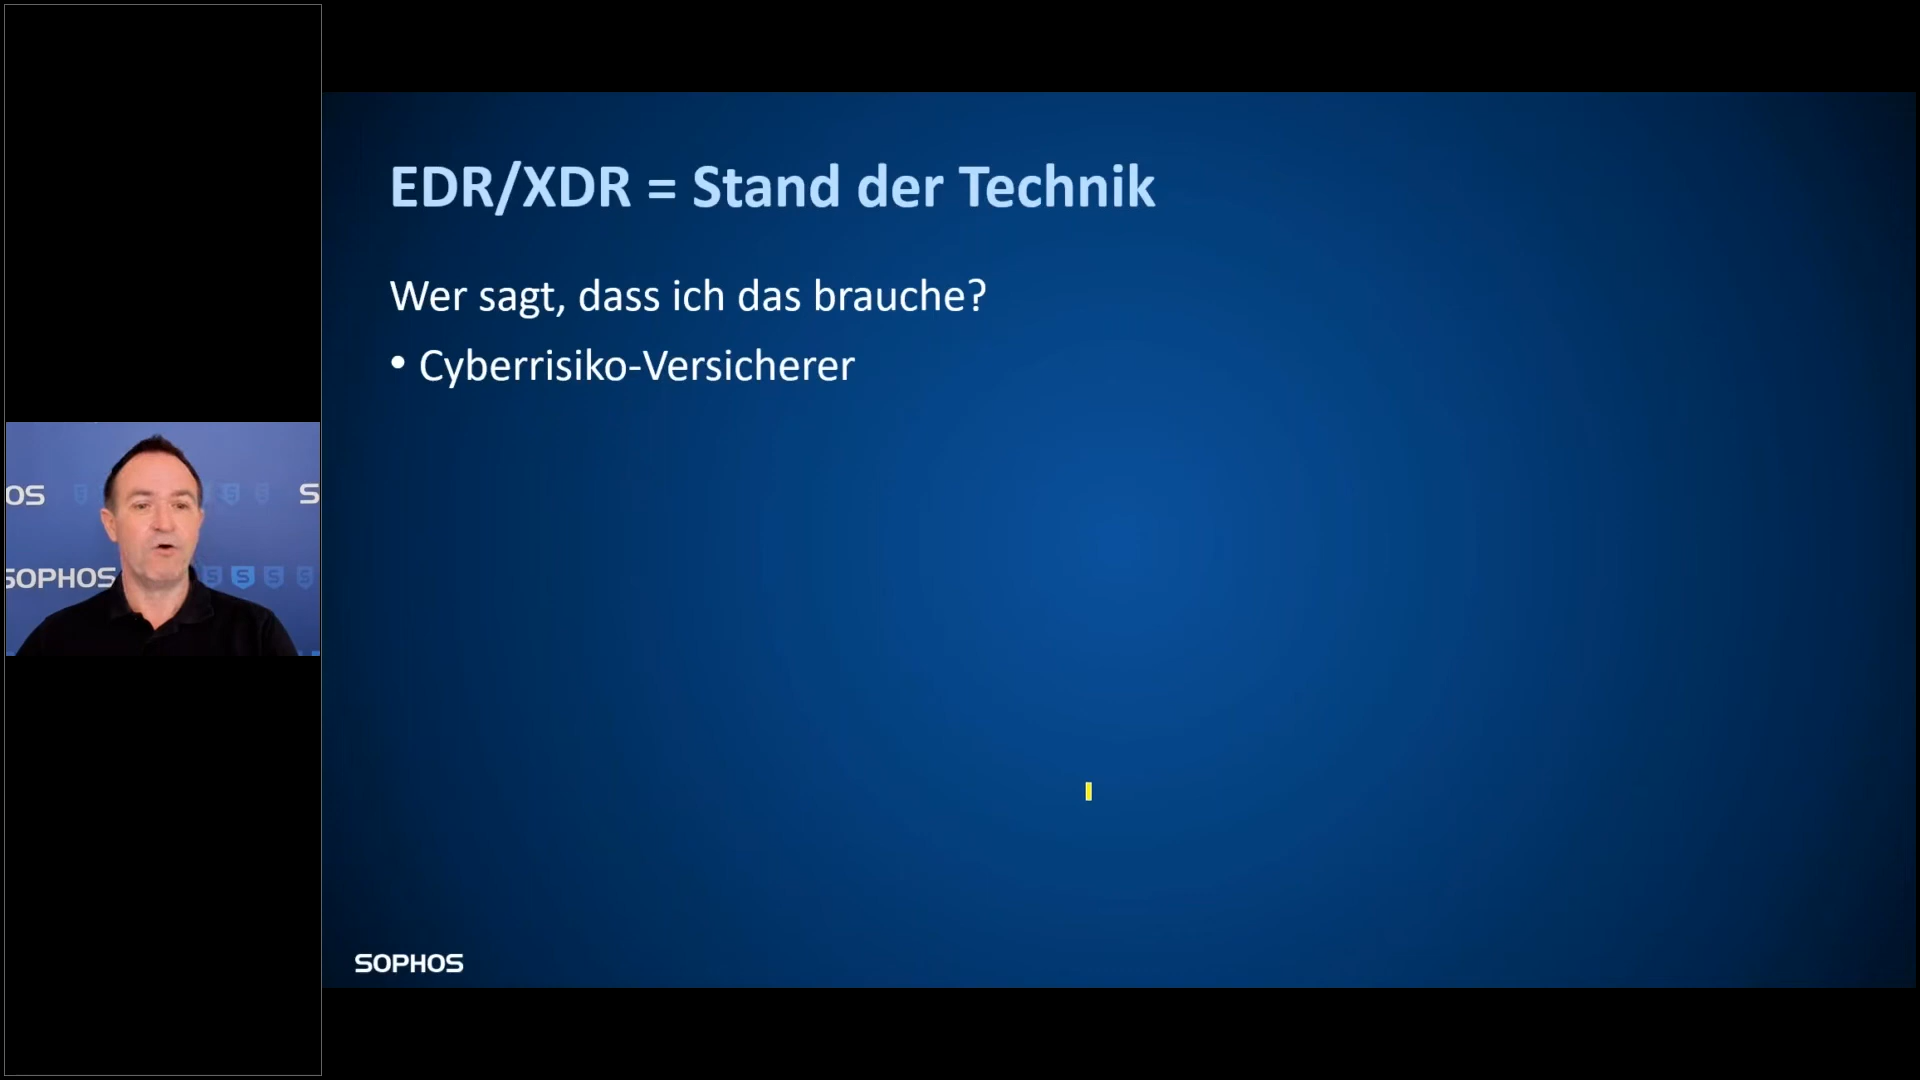 EDR/XDR = Stand der Technik
Wer sagt, dass ich das brauche?
• Cyberrisiko-Versicherer
OS
S
SOPHOS
SOPHOS